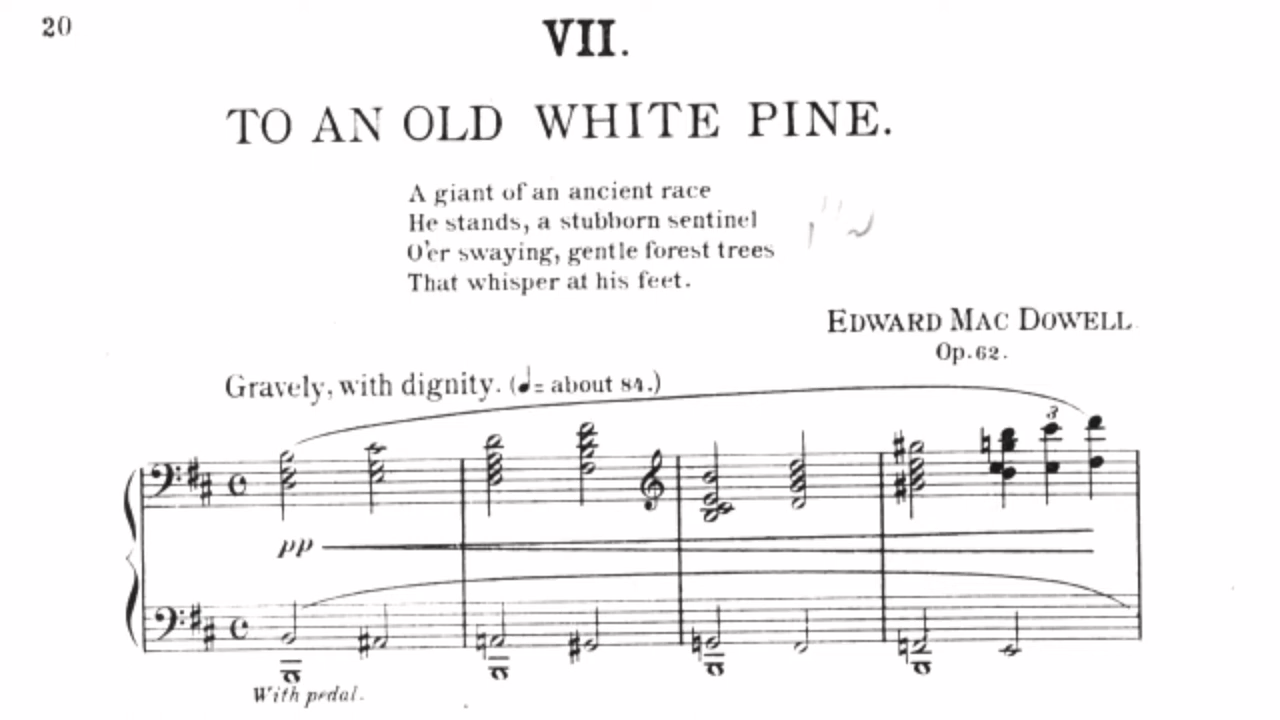 20
VII.
TO AN OLD WHITE PINE.
A giant of an ancient race
He stands, a stubborn sentinel
O'er swaying, gentle forest trees
That whisper at his feet.
EDWARD MAC DOWELL
Op. 62.
Gravely, with dignity. (♩= about 84.)
3
pp
With pedal.